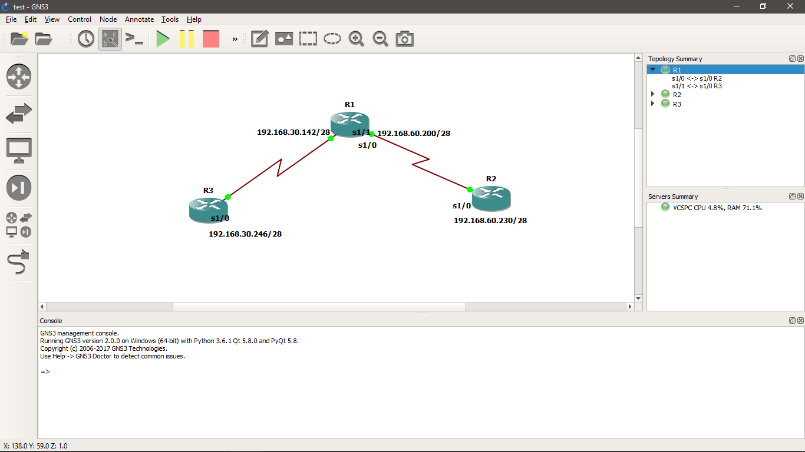 test - GNS3
File Edit View Control Node Annotate Tools Help
»
Topology Summary
R1
s1/0 <-> s1/0 R2
s1/1 <-> s1/0 R3
R2
R3
Servers Summary
YCSPC CPU 4.8%, RAM 71.1%
R1
192.168.30.142/28
s1/1
192.168.60.200/28
s1/0
R3
s1/0
192.168.30.246/28
R2
s1/0
192.168.60.230/28
Console
GNS3 management console.
Running GNS3 version 2.0.0 on Windows (64-bit) with Python 3.6.1 Qt 5.8.0 and PyQt 5.8.
Copyright (c) 2006-2017 GNS3 Technologies.
Use Help -> GNS3 Doctor to detect common issues.
=>
X: 138.0 Y: 59.0 Z: 1.0